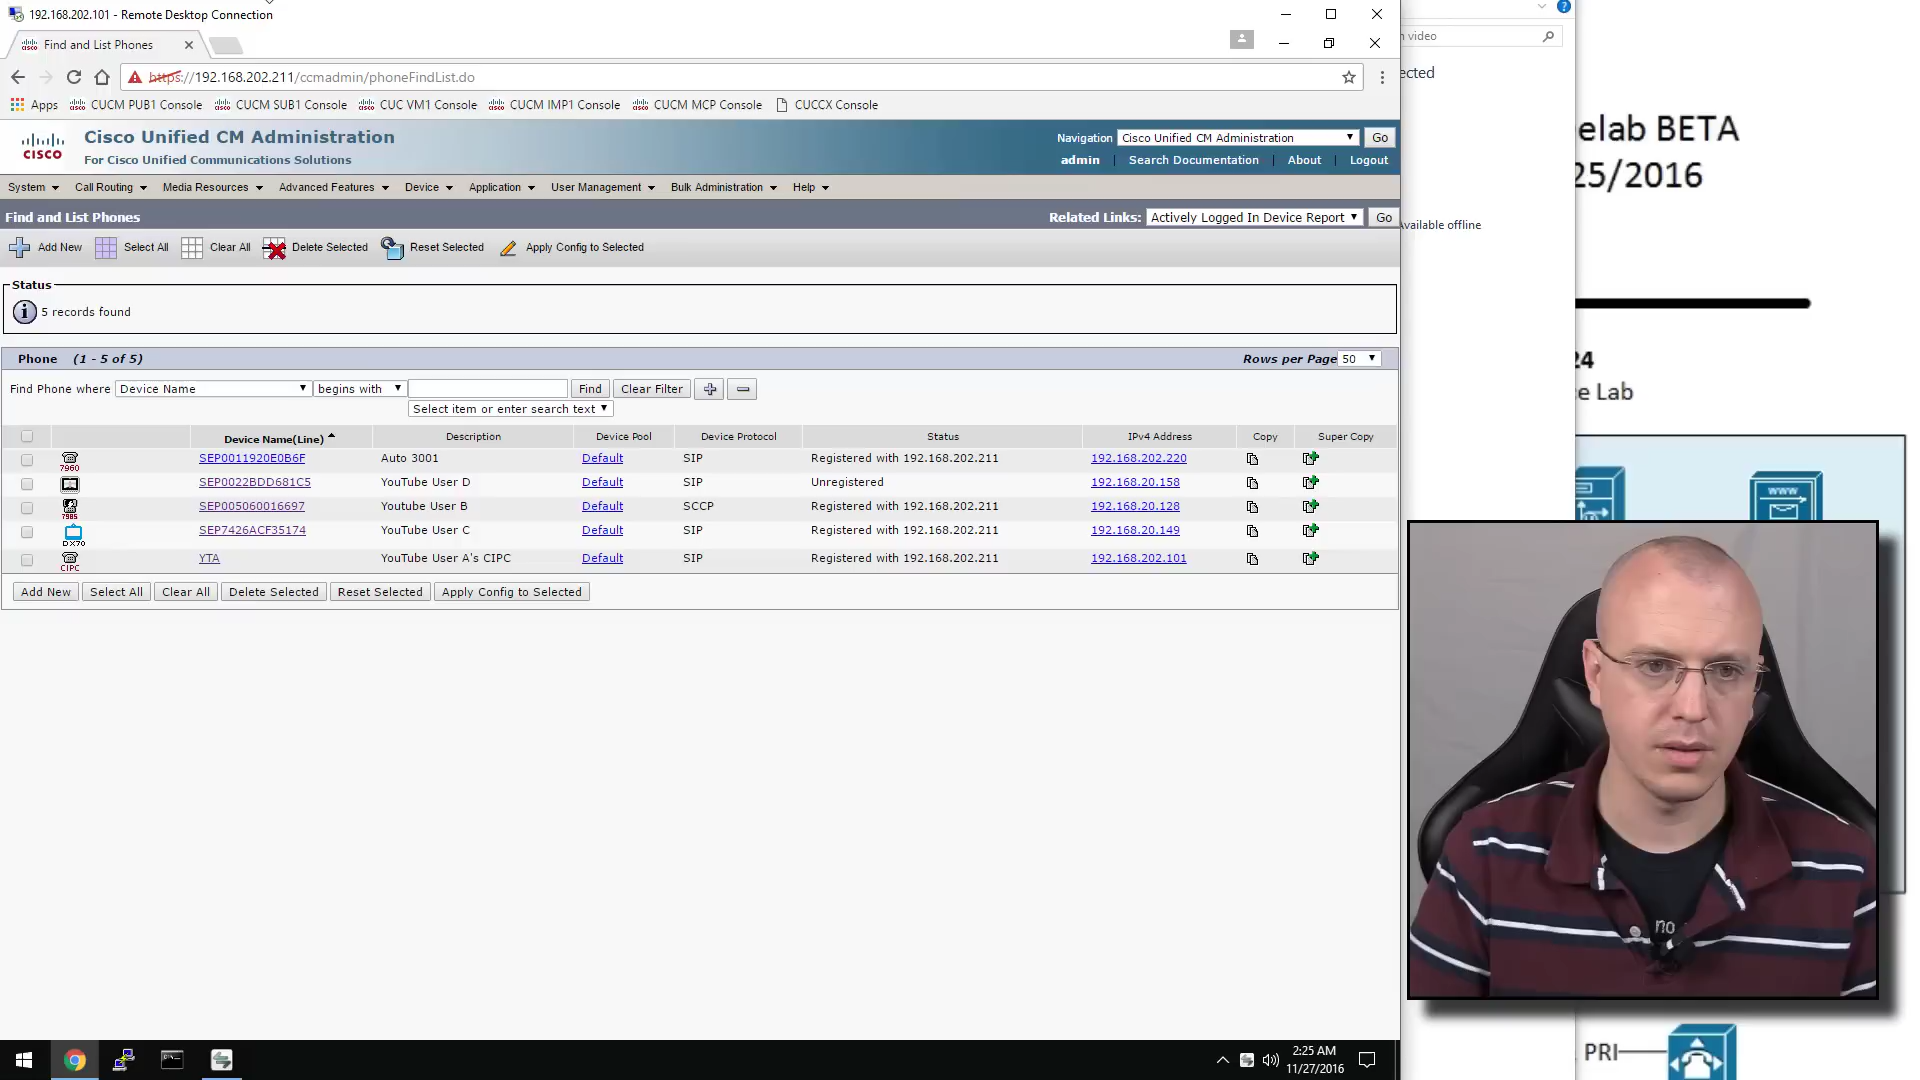 192.168.202.101 - Remote Desktop Connection
Find and List Phones
https://192.168.202.211/ccmadmin/phoneFindList.do
Apps CUCM PUB1 Console CUCM SUB1 Console CUC VM1 Console CUCM IMP1 Console CUCM MCP Console CUCCX Console
CISCO
Cisco Unified CM Administration
For Cisco Unified Communications Solutions
Navigation Cisco Unified CM Administration Go
admin | Search Documentation | About | Logout
System Call Routing Media Resources Advanced Features Device Application User Management Bulk Administration Help
Find and List Phones
Related Links: Actively Logged In Device Report Go
Add New Select All Clear All Delete Selected Reset Selected Apply Config to Selected
Status
5 records found
Phone (1 - 5 of 5) Rows per Page 50
Find Phone where Device Name begins with Find Clear Filter
Select item or enter search text
Device Name(Line) Description Device Pool Device Protocol Status IPv4 Address Copy Super Copy
7960 SEP0011920E0B6F Auto 3001 Default SIP Registered with 192.168.202.211 192.168.202.220
SEP0022BDD681C5 YouTube User D Default SIP Unregistered 192.168.20.158
7985 SEP005060016697 Youtube User B Default SCCP Registered with 192.168.202.211 192.168.20.128
DX70 SEP7426ACF35174 YouTube User C Default SIP Registered with 192.168.202.211 192.168.20.149
CIPC YTA YouTube User A's CIPC Default SIP Registered with 192.168.202.211 192.168.202.101
Add New Select All Clear All Delete Selected Reset Selected Apply Config to Selected
2:25 AM
11/27/2016
video
ected
Available offline
elab BETA
25/2016
24
e Lab
www
no
PRI